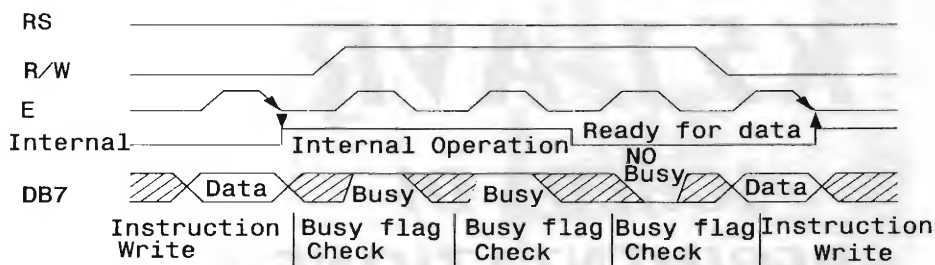 RS
R/W
E
Internal
Internal Operation
Ready for data
NO
Busy
DB7
Data
Busy
Busy
Data
Instruction
Write
Busy flag
Check
Busy flag
Check
Busy flag
Check
Instruction
Write